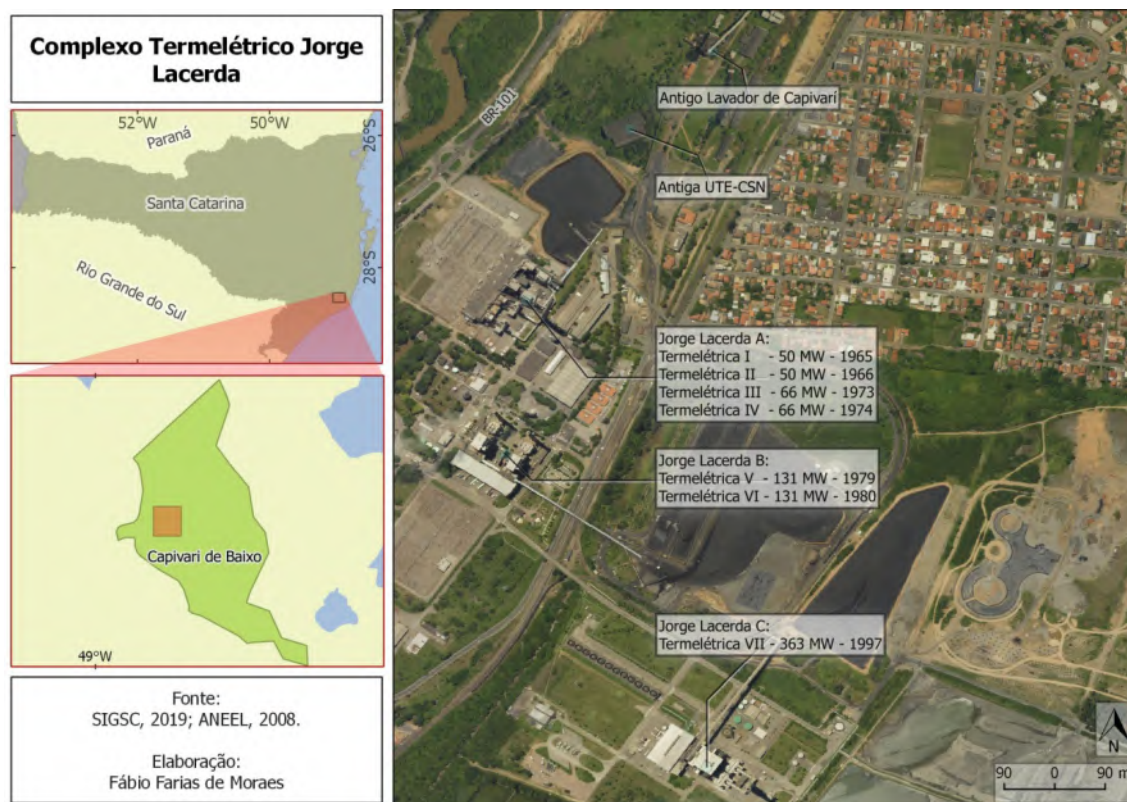 Complexo Termelétrico Jorge
Lacerda
52°W
50°W
26°S
Paraná
Santa Catarina
28°S
Rio Grande do Sul
Capivari de Baixo
49°W
Fonte:
SIGSC, 2019; ANEEL, 2008.
Elaboração:
Fábio Farias de Moraes
BR-101
Antigo Lavador de Capivarí
Antiga UTE-CSN
Jorge Lacerda A:
Termelétrica I - 50 MW - 1965
Termelétrica II - 50 MW - 1966
Termelétrica III - 66 MW - 1973
Termelétrica IV - 66 MW - 1974
Jorge Lacerda B:
Termelétrica V - 131 MW - 1979
Termelétrica VI - 131 MW - 1980
Jorge Lacerda C:
Termelétrica VII - 363 MW - 1997
N
90 0 90 m